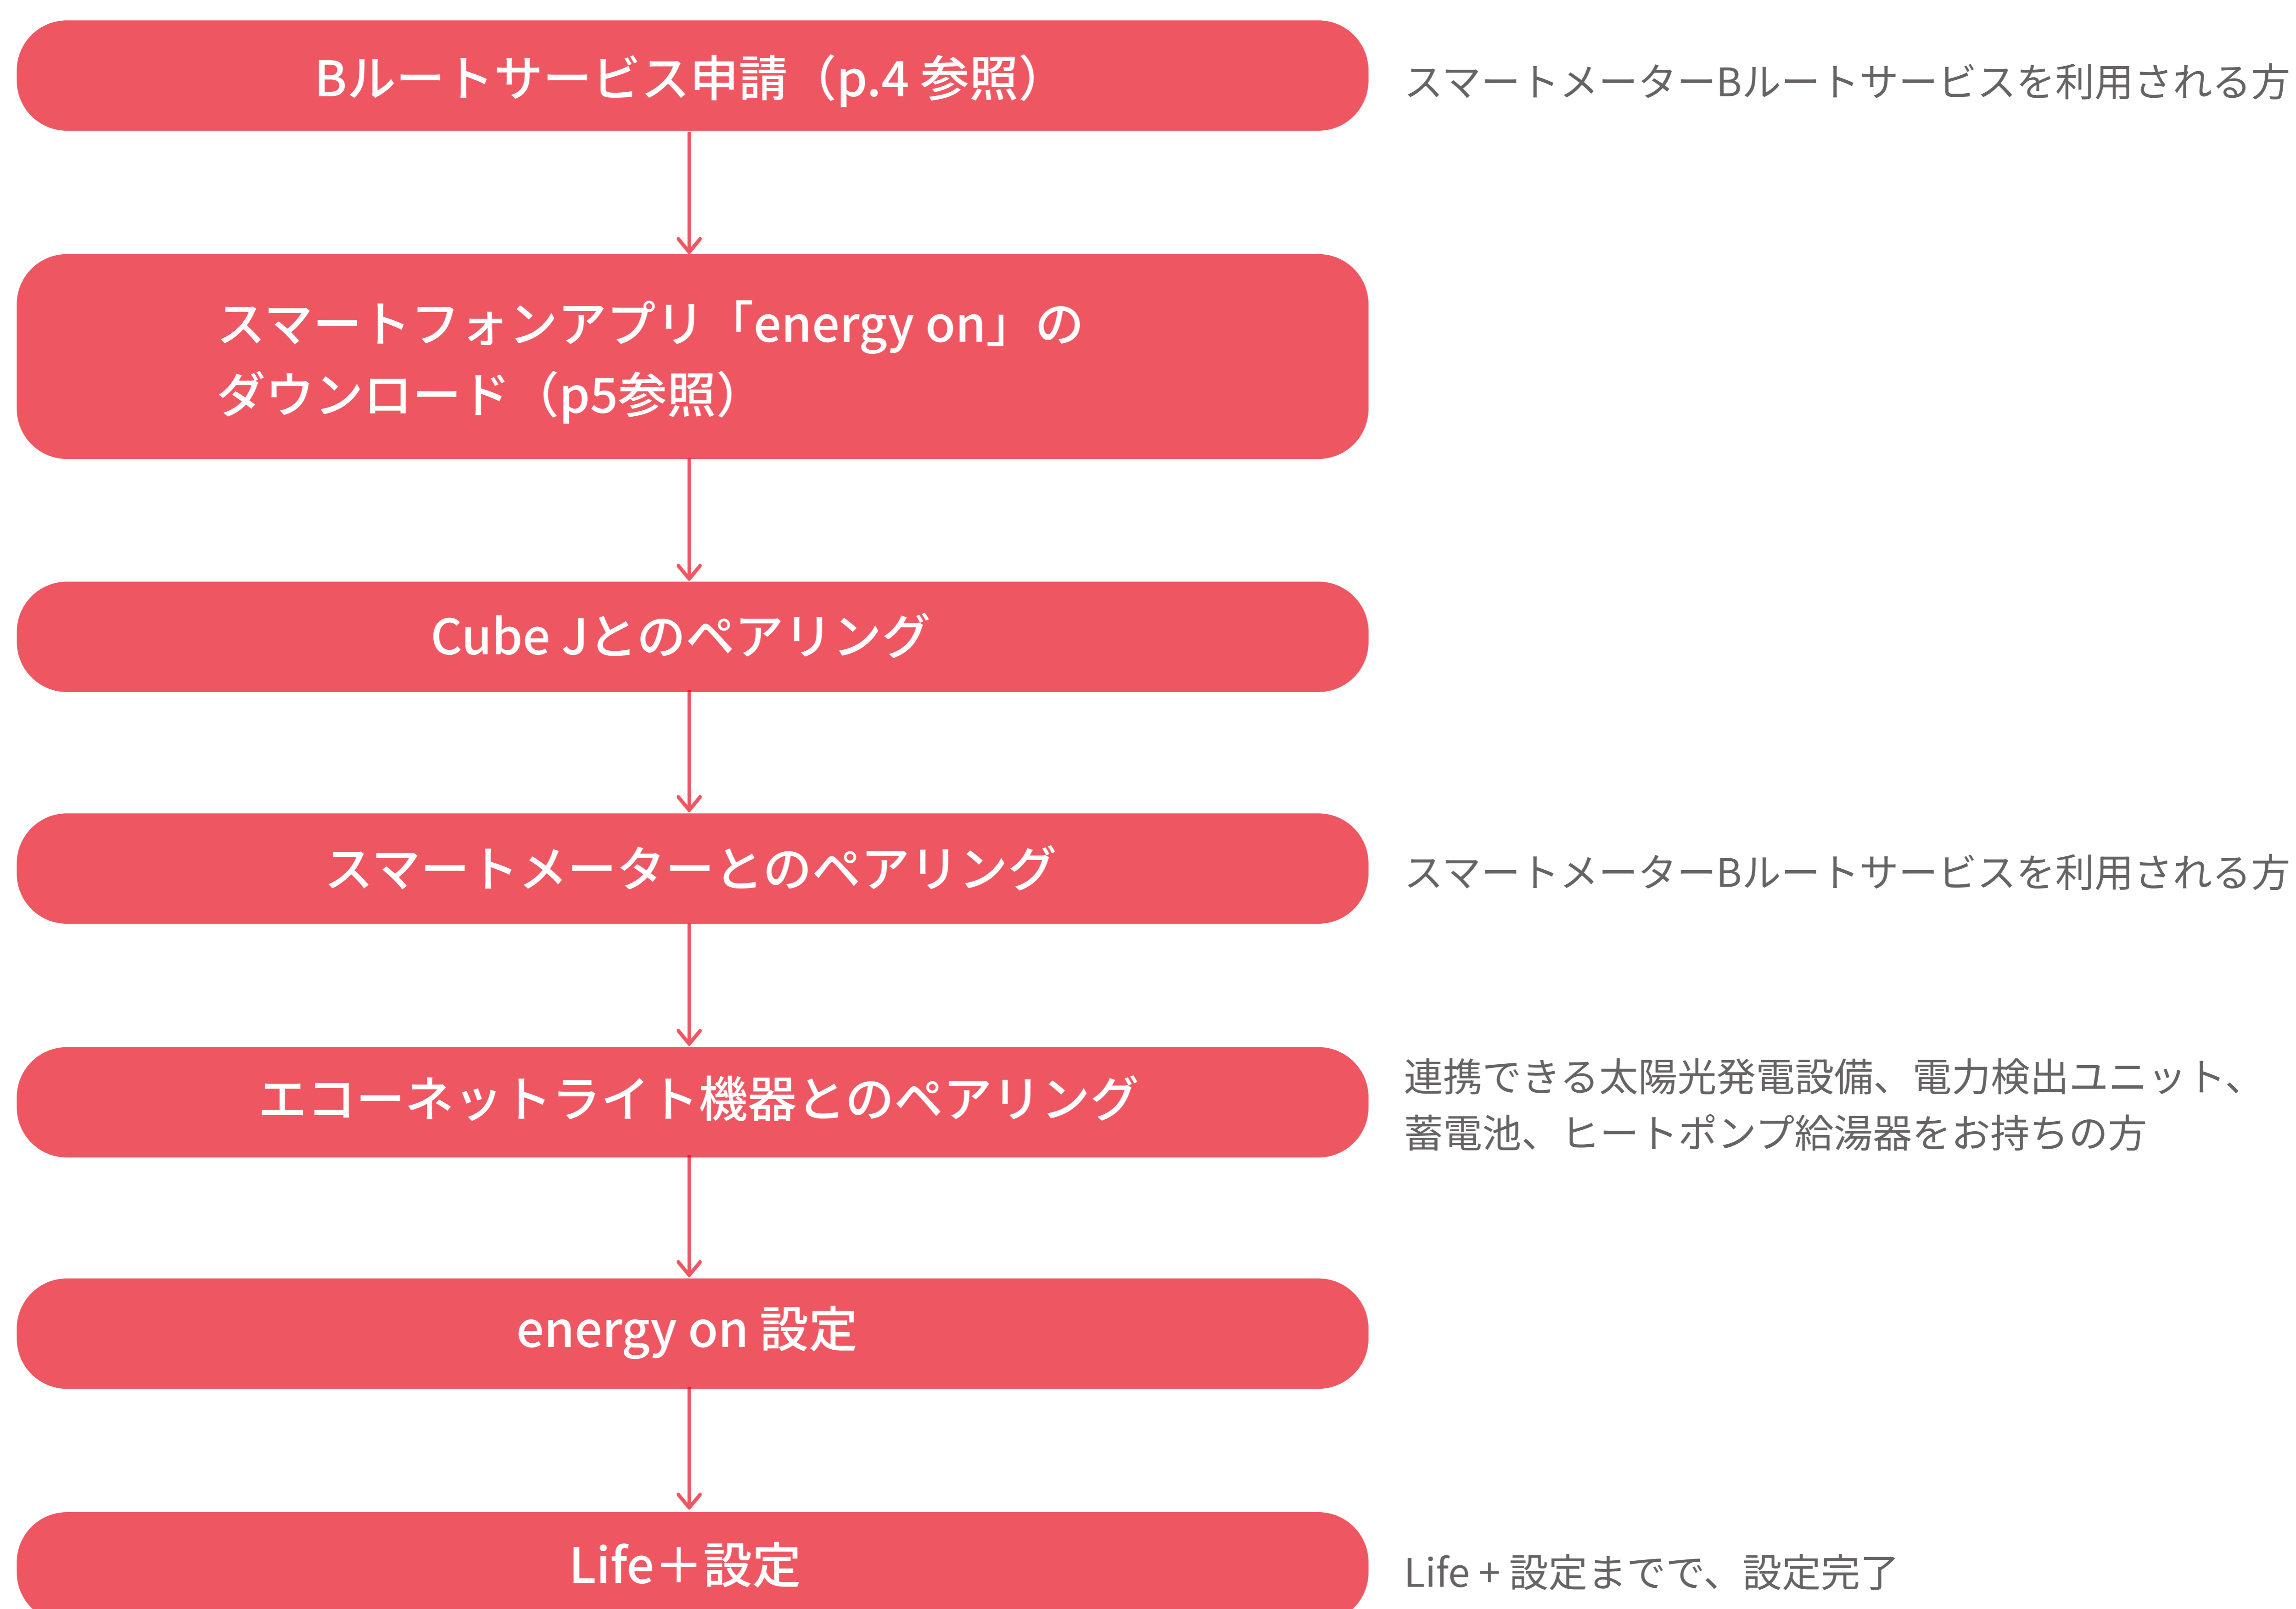 Bルートサービス申請（p.4 参照）
スマートメーターBルートサービスを利用される方
スマートフォンアプリ「energy on」の
ダウンロード（p5参照）
Cube Jとのペアリング
スマートメーターとのペアリング
スマートメーターBルートサービスを利用される方
エコーネットライト機器とのペアリング
連携できる太陽光発電設備、電力検出ユニット、
蓄電池、ヒートポンプ給湯器をお持ちの方
energy on 設定
Life＋設定
Life + 設定までで、設定完了